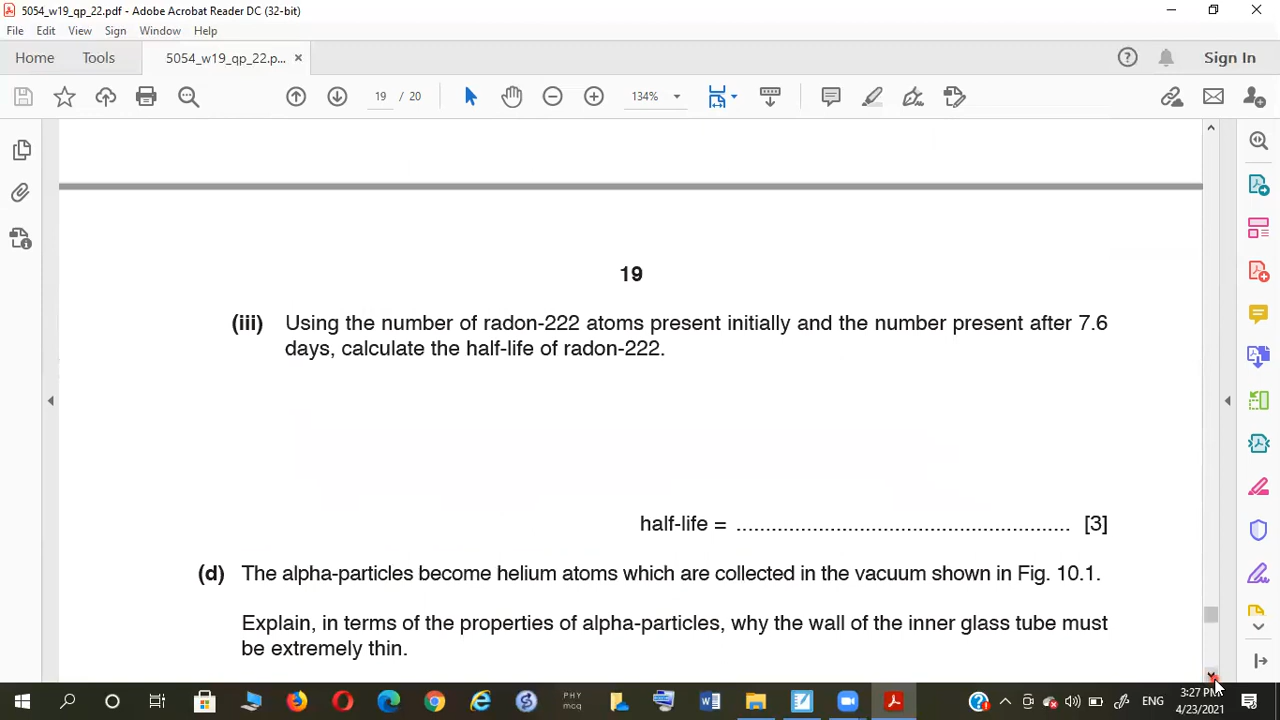 5054_w19_qp_22.pdf - Adobe Acrobat Reader DC (32-bit)
File Edit View Sign Window Help
Home Tools 5054_w19_qp_22.p... × Sign In
19 / 20 134%
19
(iii) Using the number of radon-222 atoms present initially and the number present after 7.6
days, calculate the half-life of radon-222.
half-life = ......................................................... [3]
(d) The alpha-particles become helium atoms which are collected in the vacuum shown in Fig. 10.1.
Explain, in terms of the properties of alpha-particles, why the wall of the inner glass tube must
be extremely thin.
PHY
mcq
ENG
3:27 PM
4/23/2021